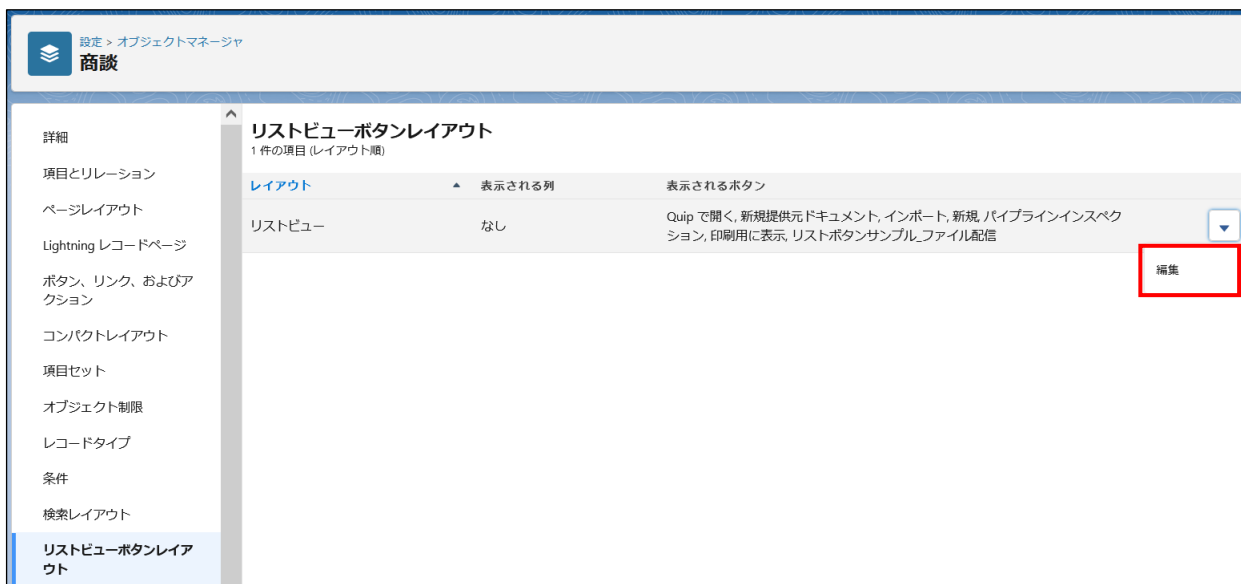 設定 > オブジェクトマネージャ
商談
詳細
項目とリレーション
ページレイアウト
Lightning レコードページ
ボタン、リンク、およびア
クション
コンパクトレイアウト
項目セット
オブジェクト制限
レコードタイプ
条件
検索レイアウト
リストビューボタンレイア
ウト
リストビューボタンレイアウト
1 件の項目 (レイアウト順)
レイアウト 表示される列 表示されるボタン
リストビュー なし Quip で開く, 新規提供元ドキュメント, インポート, 新規, パイプラインインスペク
ション, 印刷用に表示, リストボタンサンプル_ファイル配信
編集